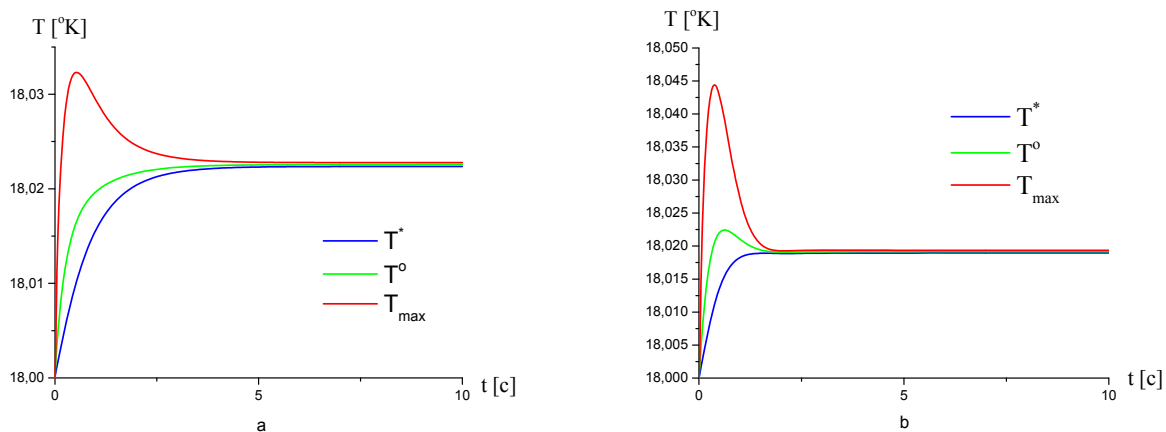 T [°K]
18,03
18,02
18,01
18,00
T*
T°
Tmax
0
5
10
t [c]
a
T [°K]
18,050
18,045
18,040
18,035
18,030
18,025
18,020
18,015
18,010
18,005
18,000
T*
T°
Tmax
0
5
10
t [c]
b